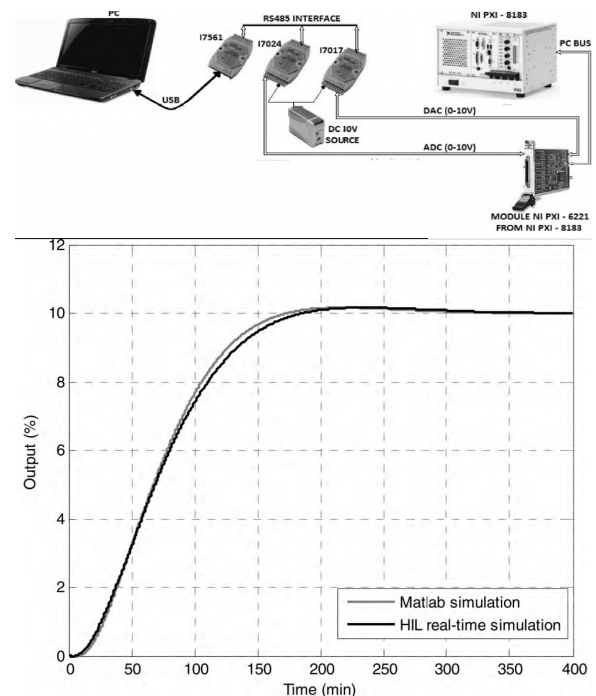 PC
RS485 INTERFACE
NI PXI - 8183
I7561
I7024
I7017
PC BUS
USB
DC 30V
SOURCE
DAC (0-10V)
ADC (0-10V)
MODULE NI PXI - 6221
FROM NI PXI - 8183
12
10
8
6
4
2
0
Output (%)
Matlab simulation
HIL real-time simulation
0
50
100
150
200
250
300
350
400
Time (min)